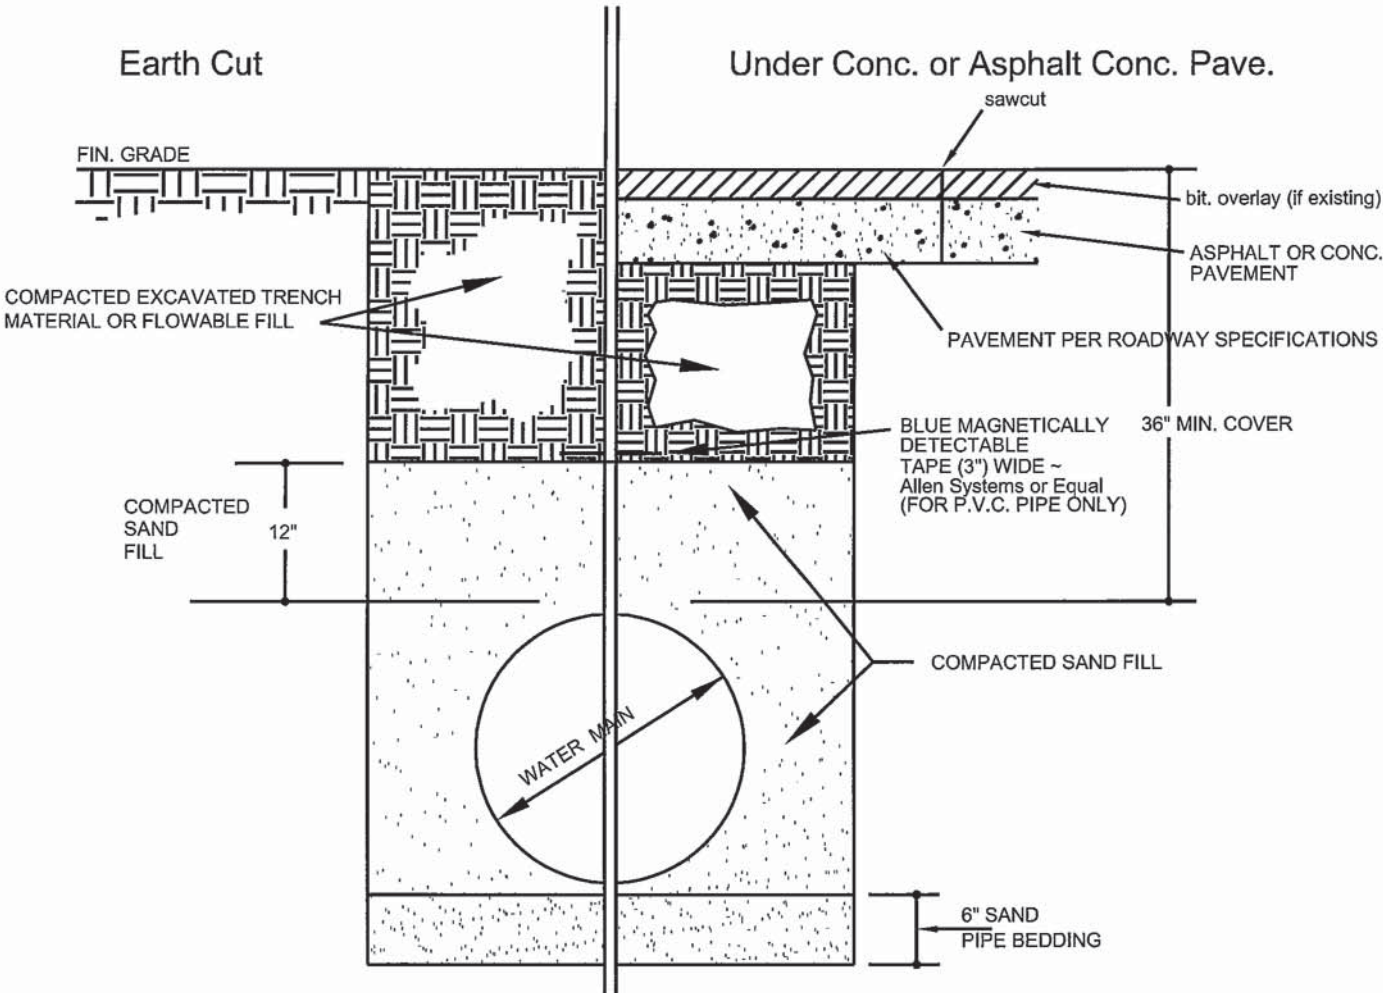 Earth Cut
Under Conc. or Asphalt Conc. Pave.
sawcut
FIN. GRADE
bit. overlay (if existing)
ASPHALT OR CONC.
PAVEMENT
COMPACTED EXCAVATED TRENCH
MATERIAL OR FLOWABLE FILL
PAVEMENT PER ROADWAY SPECIFICATIONS
36" MIN. COVER
BLUE MAGNETICALLY
DETECTABLE
TAPE (3") WIDE ~
Allen Systems or Equal
(FOR P.V.C. PIPE ONLY)
COMPACTED
SAND
FILL
12"
COMPACTED SAND FILL
WATER MAIN
6" SAND
PIPE BEDDING